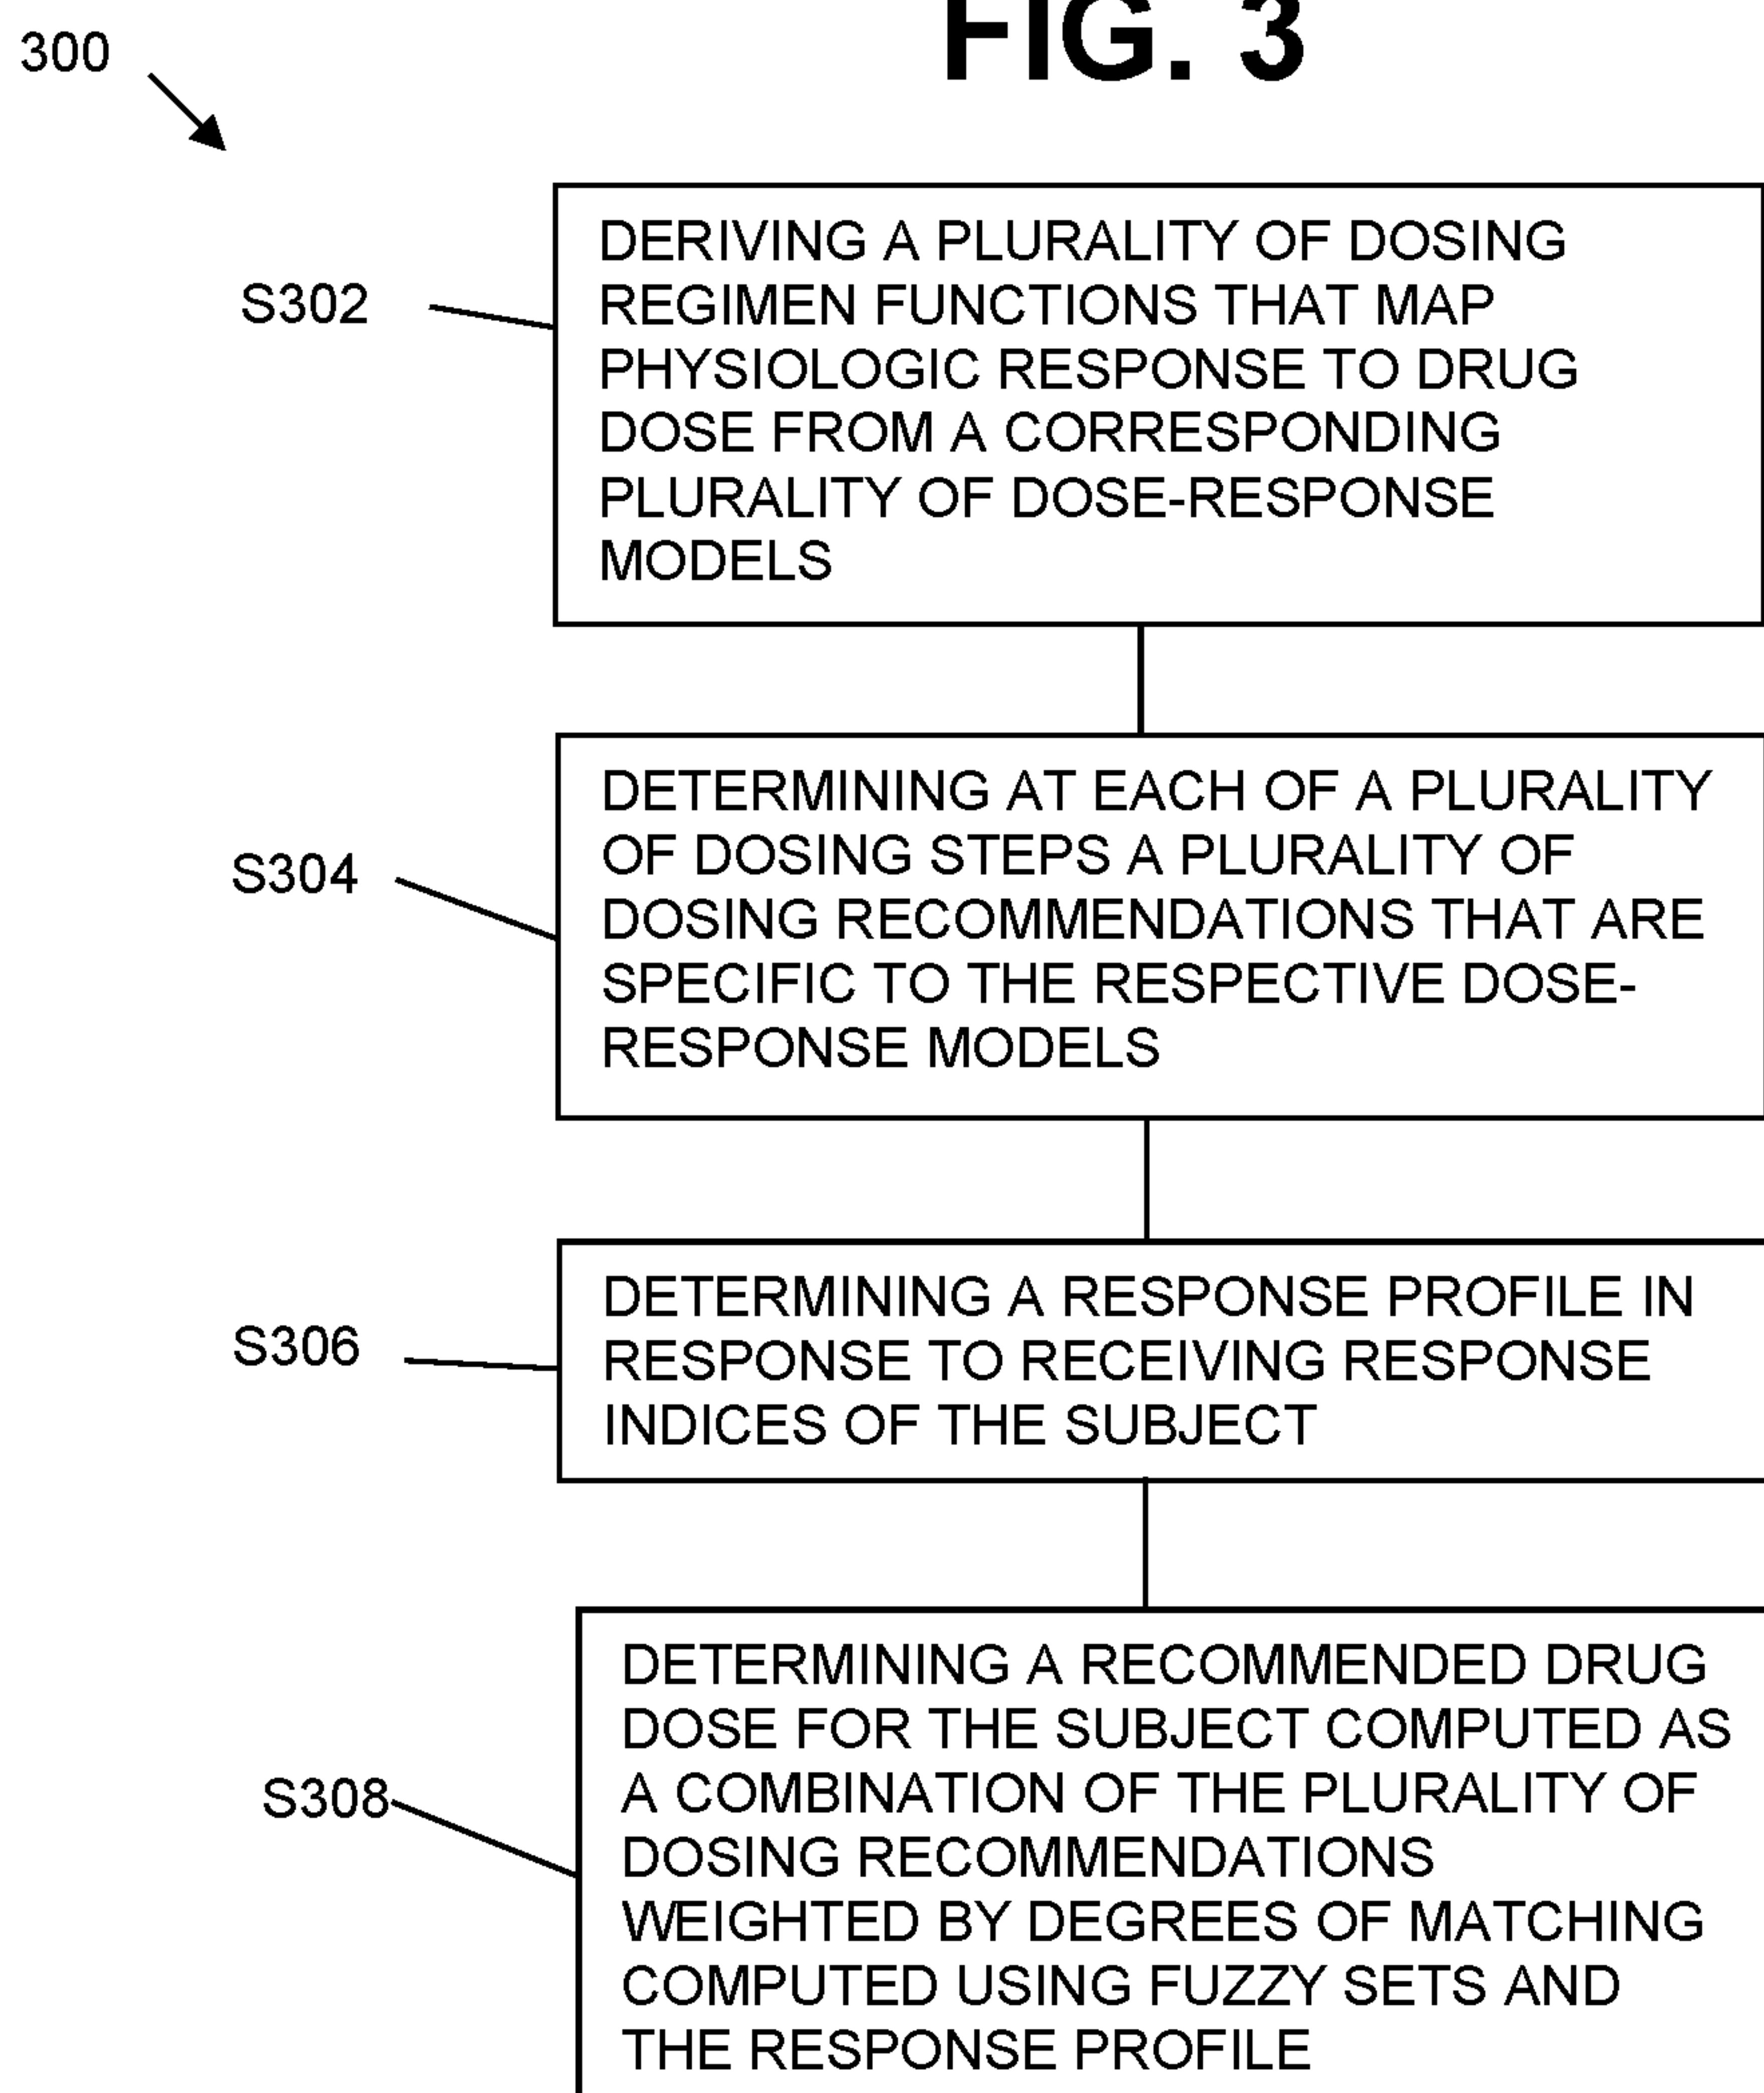 FIG. 3
300
S302
DERIVING A PLURALITY OF DOSING
REGIMEN FUNCTIONS THAT MAP
PHYSIOLOGIC RESPONSE TO DRUG
DOSE FROM A CORRESPONDING
PLURALITY OF DOSE-RESPONSE
MODELS
S304
DETERMINING AT EACH OF A PLURALITY
OF DOSING STEPS A PLURALITY OF
DOSING RECOMMENDATIONS THAT ARE
SPECIFIC TO THE RESPECTIVE DOSE-
RESPONSE MODELS
S306
DETERMINING A RESPONSE PROFILE IN
RESPONSE TO RECEIVING RESPONSE
INDICES OF THE SUBJECT
S308
DETERMINING A RECOMMENDED DRUG
DOSE FOR THE SUBJECT COMPUTED AS
A COMBINATION OF THE PLURALITY OF
DOSING RECOMMENDATIONS
WEIGHTED BY DEGREES OF MATCHING
COMPUTED USING FUZZY SETS AND
THE RESPONSE PROFILE